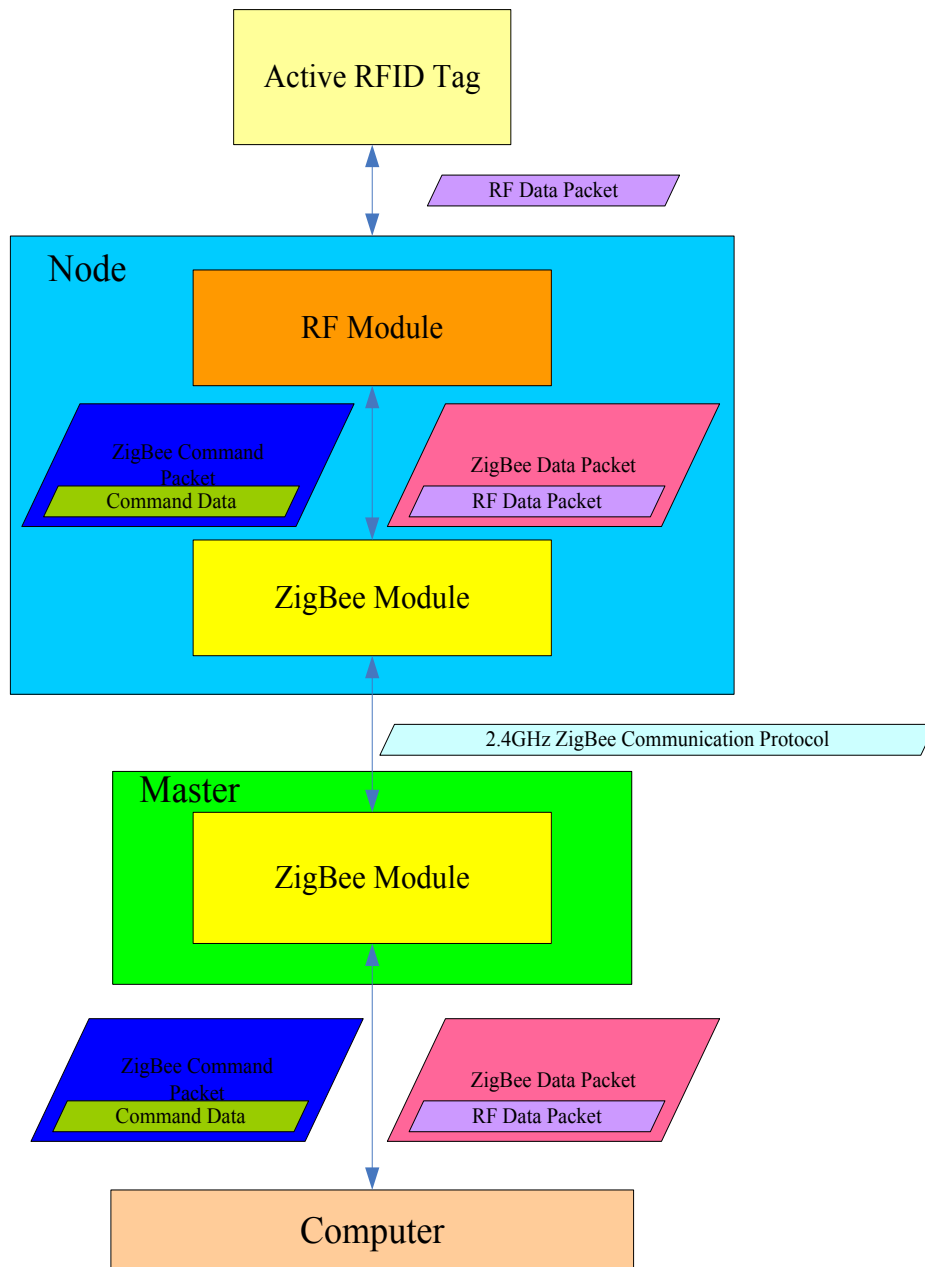 Active RFID Tag
RF Data Packet
Node
RF Module
ZigBee Command
Packet
Command Data
ZigBee Data Packet
RF Data Packet
ZigBee Module
2.4GHz ZigBee Communication Protocol
Master
ZigBee Module
ZigBee Command
Packet
Command Data
ZigBee Data Packet
RF Data Packet
Computer